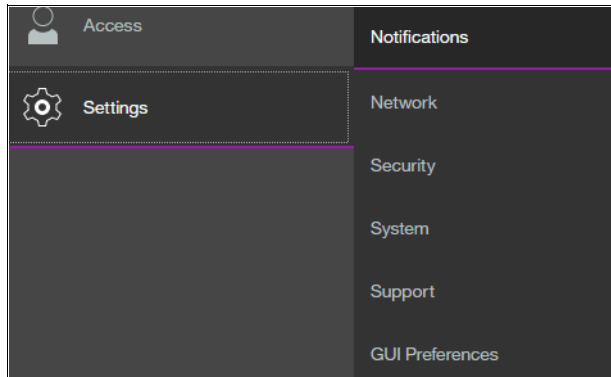 Access
Settings
Notifications
Network
Security
System
Support
GUI Preferences